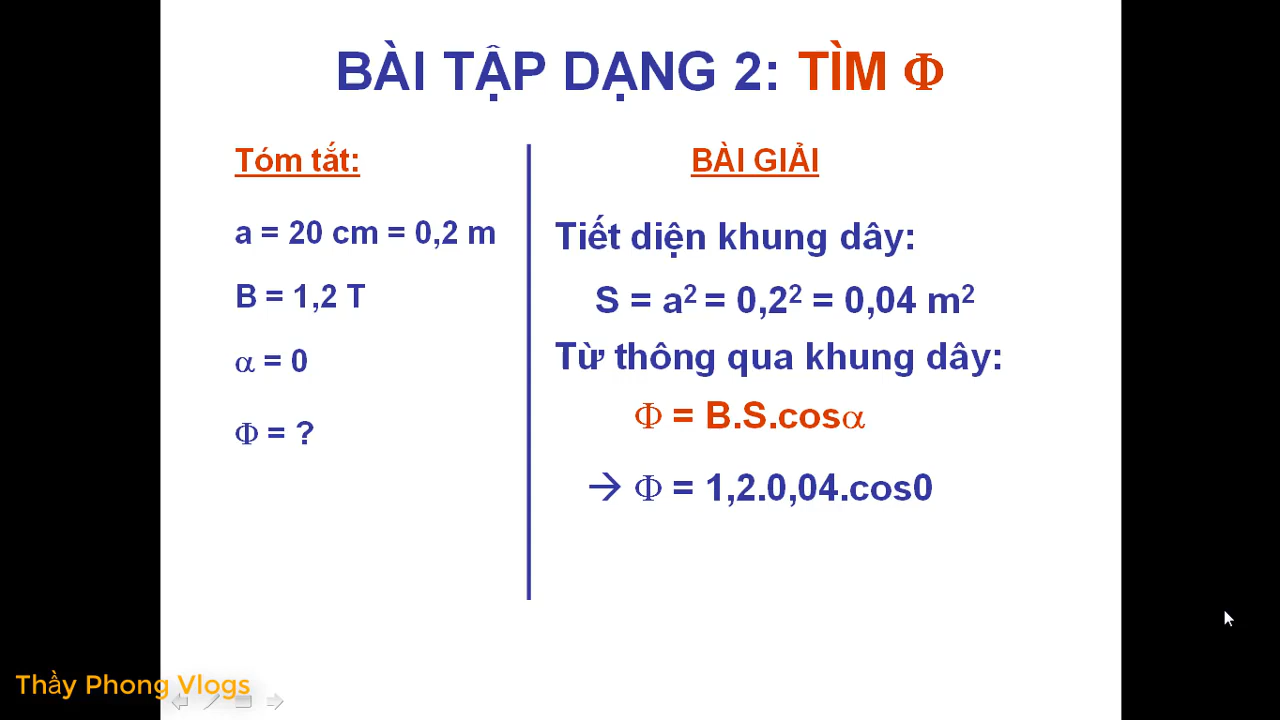 BÀI TẬP DẠNG 2: TÌM Φ
Tóm tắt:
a = 20 cm = 0,2 m
B = 1,2 T
α = 0
Φ = ?
BÀI GIẢI
Tiết diện khung dây:
S = a² = 0,2² = 0,04 m²
Từ thông qua khung dây:
Φ = B.S.cosα
→ Φ = 1,2.0,04.cos0
Thầy Phong Vlogs